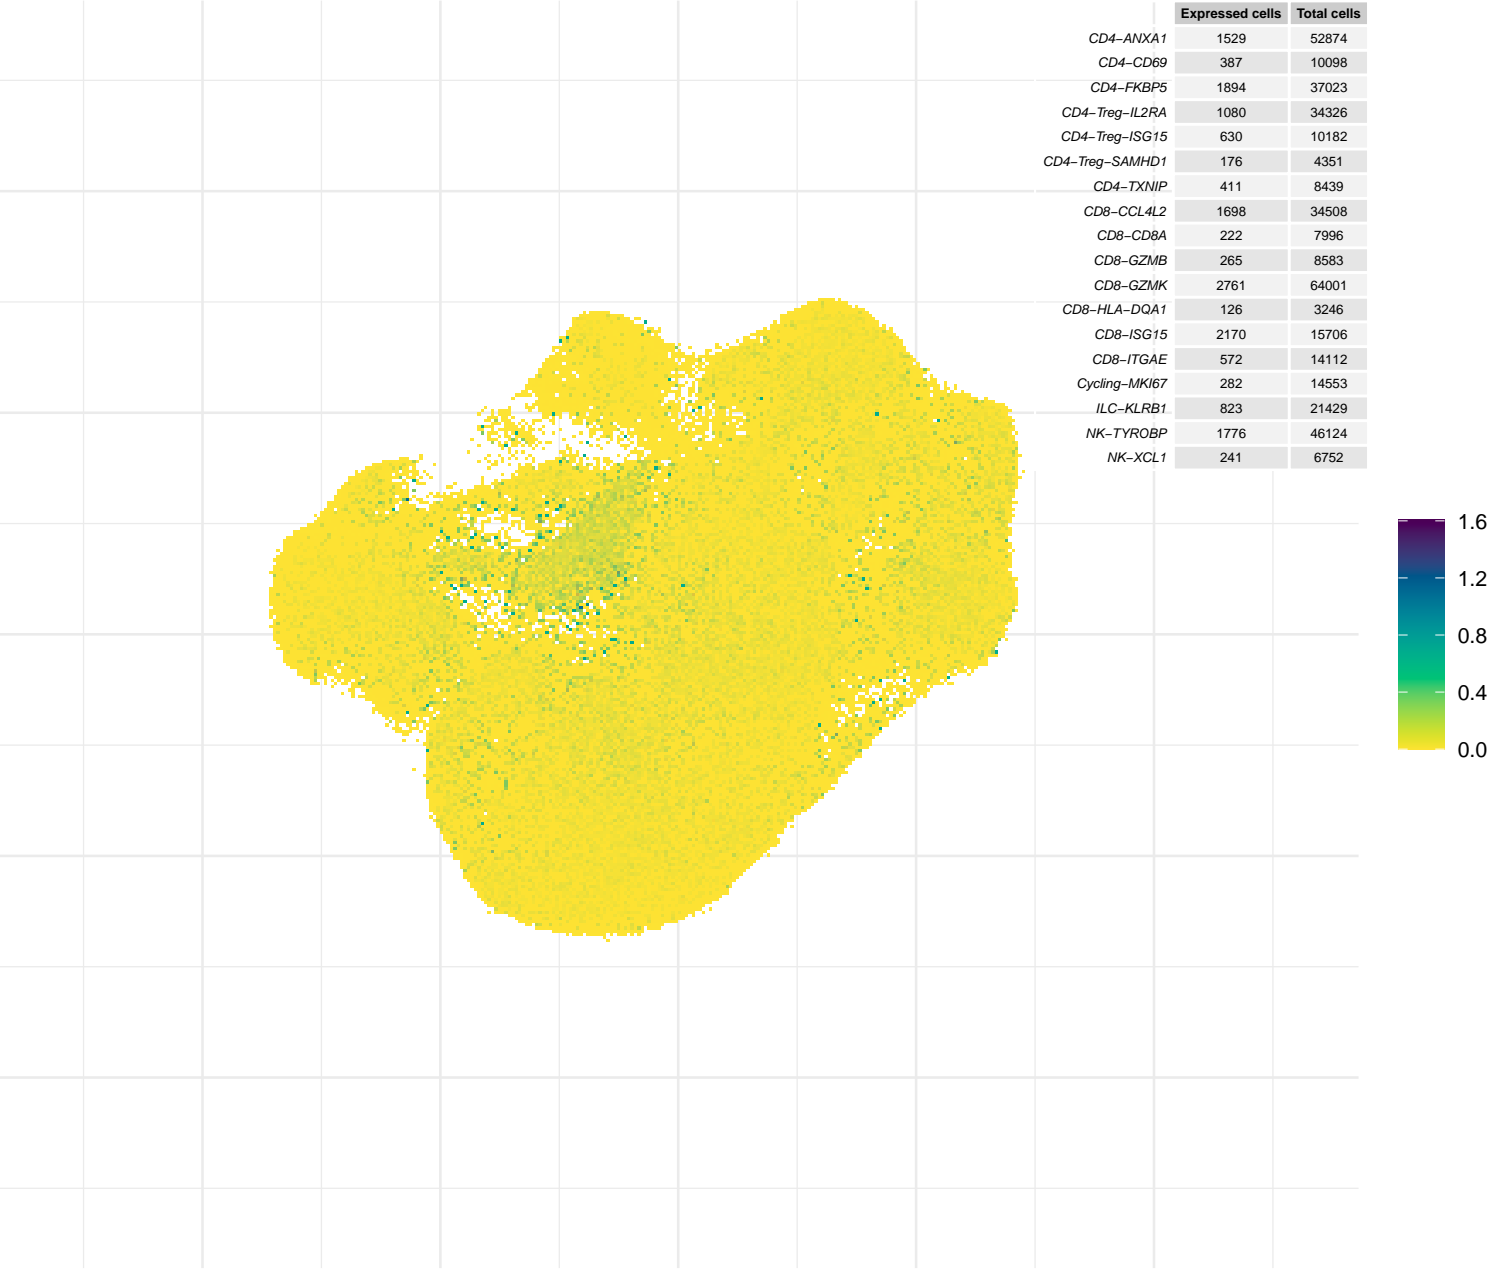 Expressed cells Total cells
CD4−ANXA1 1529 52874
CD4−CD69 387 10098
CD4−FKBP5 1894 37023
CD4−Treg−IL2RA 1080 34326
CD4−Treg−ISG15 630 10182
CD4−Treg−SAMHD1 176 4351
CD4−TXNIP 411 8439
CD8−CCL4L2 1698 34508
CD8−CD8A 222 7996
CD8−GZMB 265 8583
CD8−GZMK 2761 64001
CD8−HLA−DQA1 126 3246
CD8−ISG15 2170 15706
CD8−ITGAE 572 14112
Cycling−MKI67 282 14553
ILC−KLRB1 823 21429
NK−TYROBP 1776 46124
NK−XCL1 241 6752
1.6
1.2
0.8
0.4
0.0